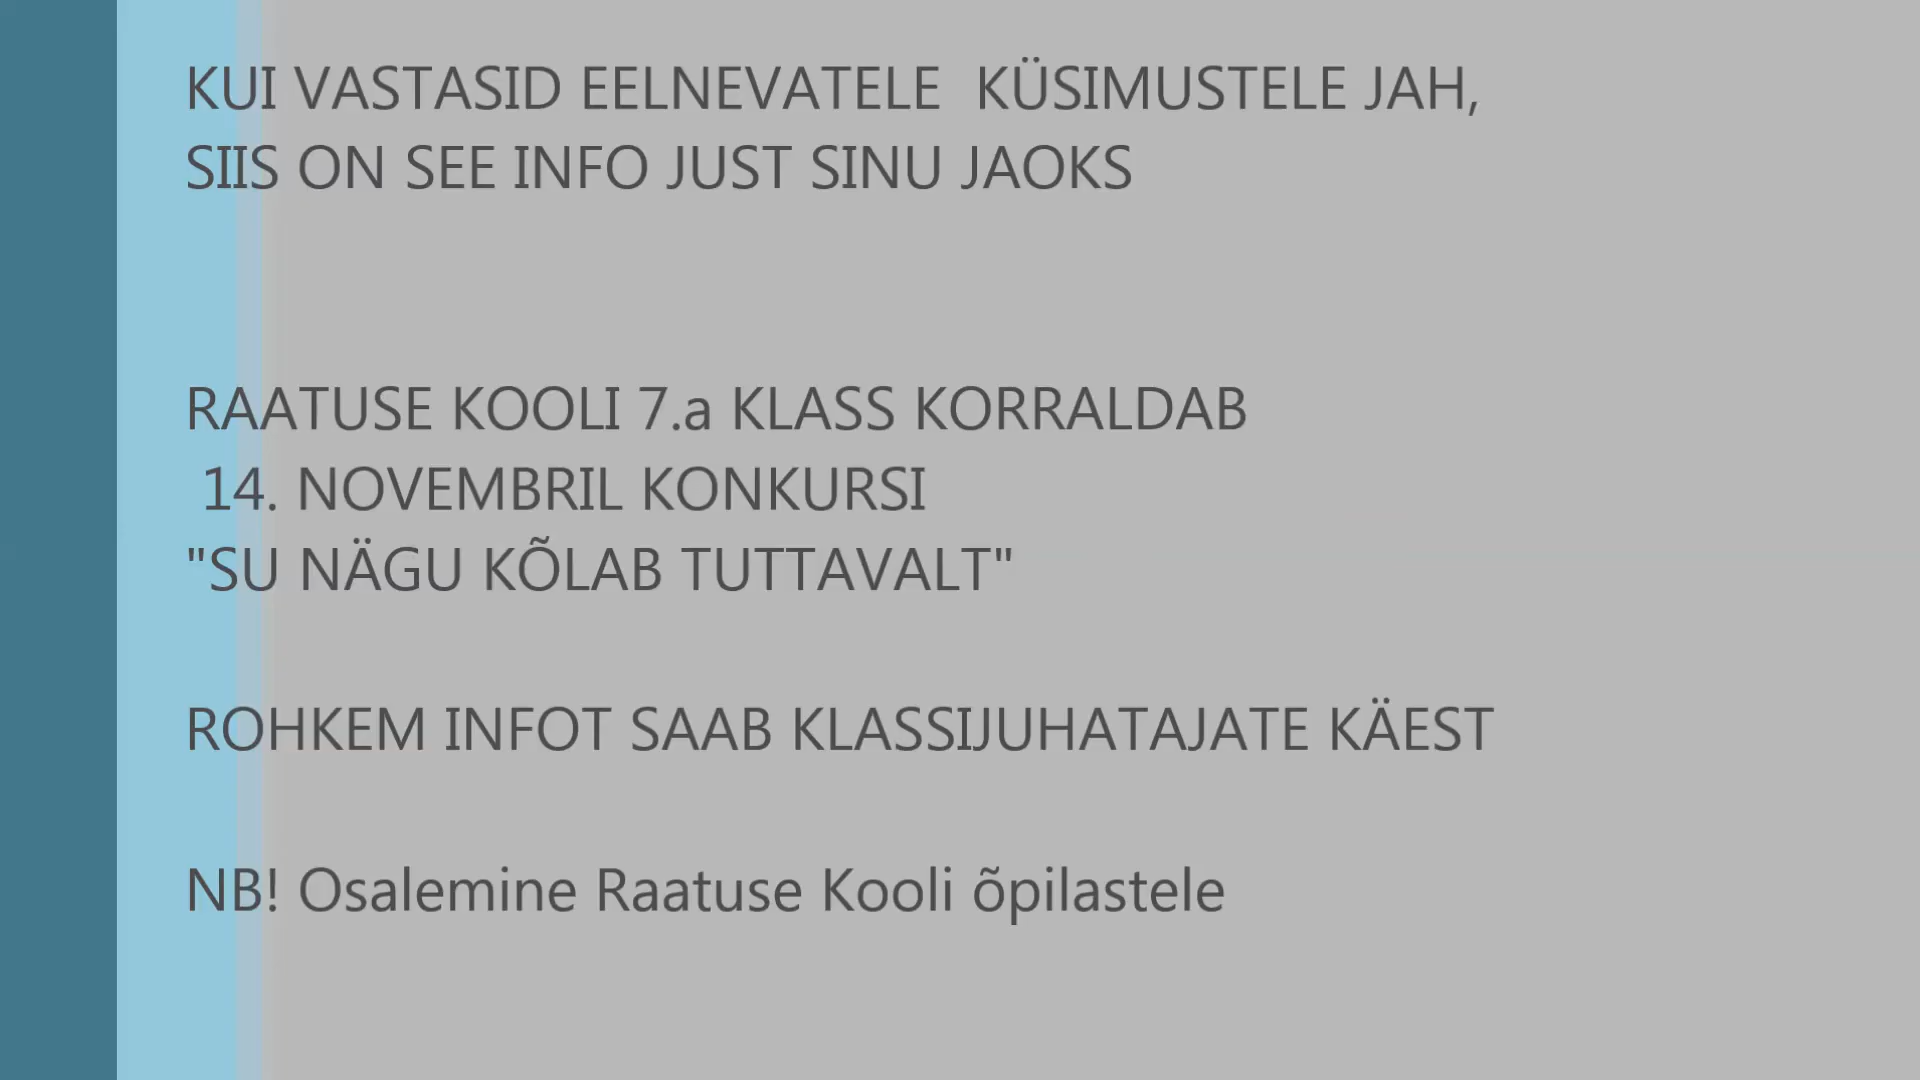 KUI VASTASID EELNEVATELE  KÜSIMUSTELE JAH,
SIIS ON SEE INFO JUST SINU JAOKS
RAATUSE KOOLI 7.a KLASS KORRALDAB
14. NOVEMBRIL KONKURSI
"SU NÄGU KÕLAB TUTTAVALT"
ROHKEM INFOT SAAB KLASSIJUHATAJATE KÄEST
NB! Osalemine Raatuse Kooli õpilastele